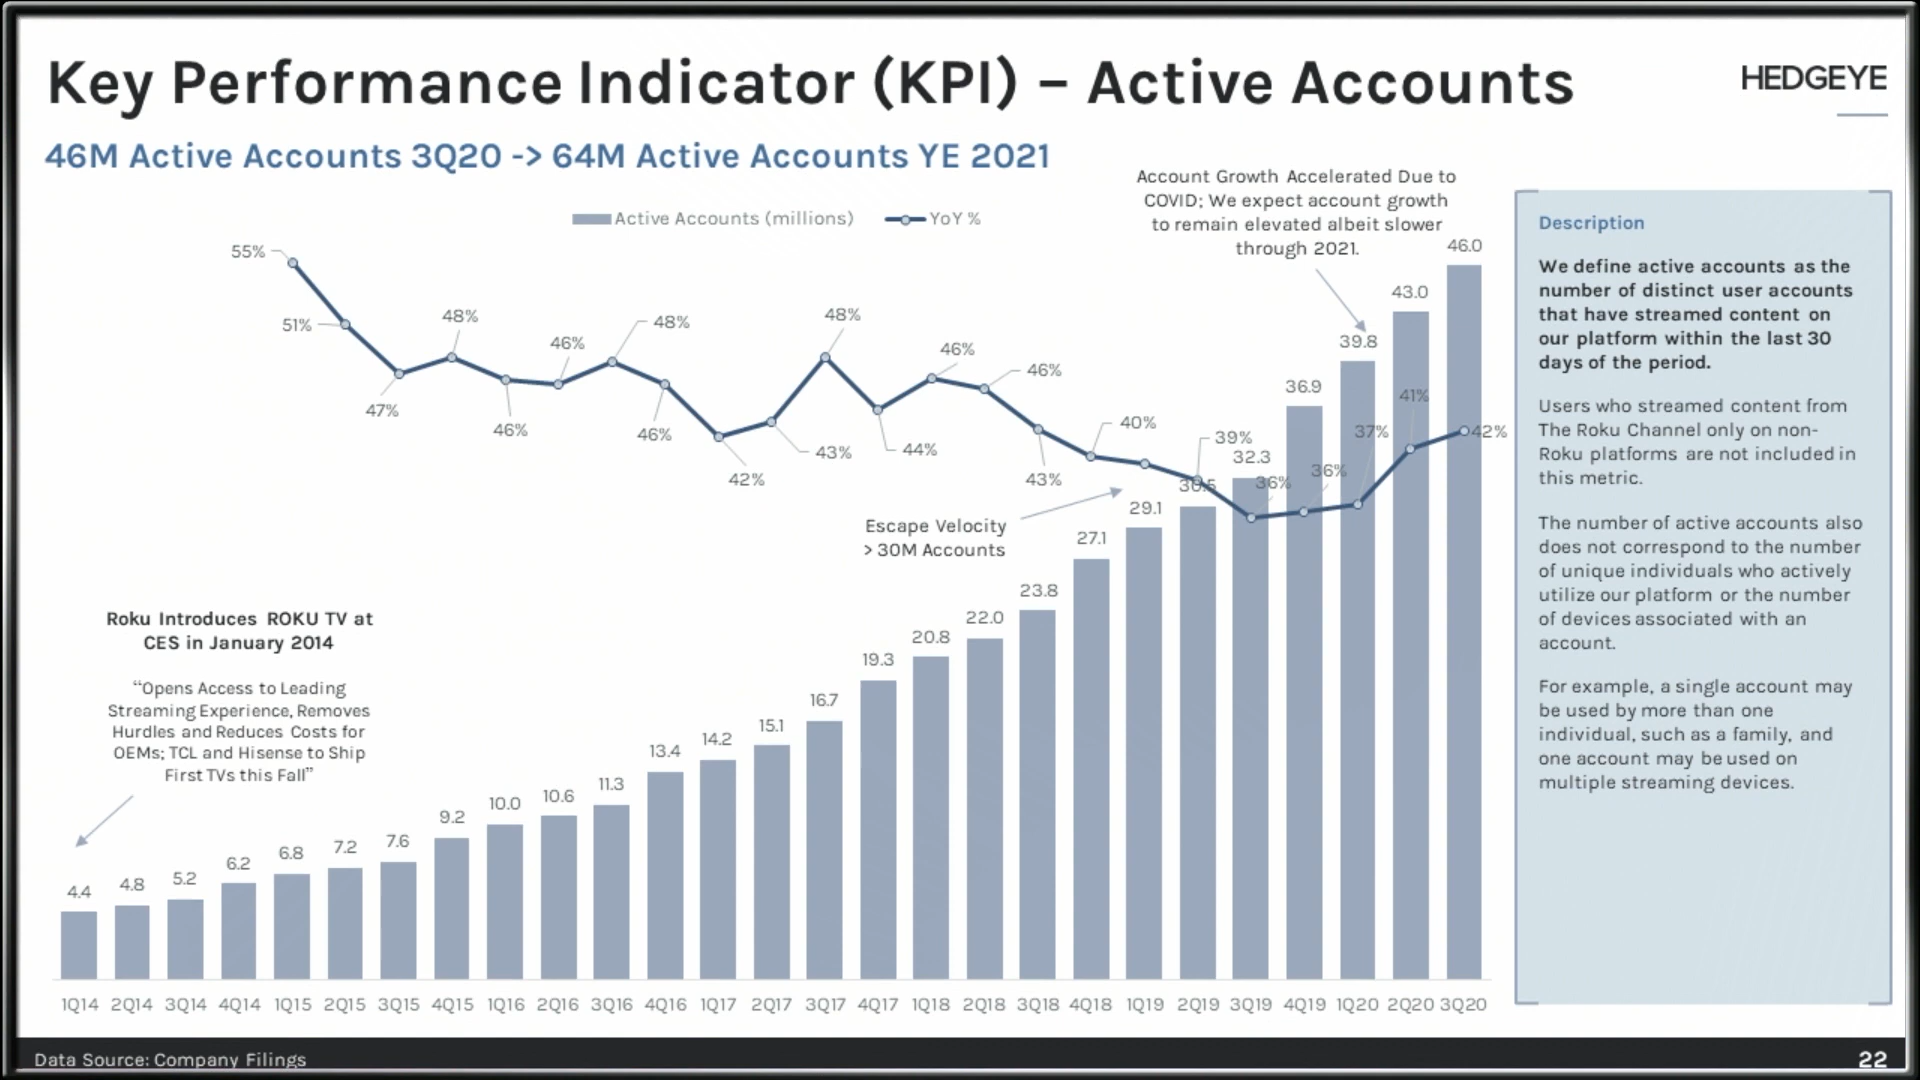 Key Performance Indicator (KPI) – Active Accounts
HEDGEYE
46M Active Accounts 3Q20 -> 64M Active Accounts YE 2021
Active Accounts (millions)
YoY %
Account Growth Accelerated Due to
COVID; We expect account growth
to remain elevated albeit slower
through 2021.
55%
51%
47%
48%
46%
46%
48%
46%
42%
43%
48%
44%
46%
46%
43%
40%
39%
36%
36%
37%
41%
42%
Escape Velocity
> 30M Accounts
Roku Introduces ROKU TV at
CES in January 2014
“Opens Access to Leading
Streaming Experience, Removes
Hurdles and Reduces Costs for
OEMs; TCL and Hisense to Ship
First TVs this Fall”
4.4
4.8
5.2
6.2
6.8
7.2
7.6
9.2
10.0
10.6
11.3
13.4
14.2
15.1
16.7
19.3
20.8
22.0
23.8
27.1
29.1
30.5
32.3
36.9
39.8
43.0
46.0
1Q14 2Q14 3Q14 4Q14 1Q15 2Q15 3Q15 4Q15 1Q16 2Q16 3Q16 4Q16 1Q17 2Q17 3Q17 4Q17 1Q18 2Q18 3Q18 4Q18 1Q19 2Q19 3Q19 4Q19 1Q20 2Q20 3Q20
Description
We define active accounts as the
number of distinct user accounts
that have streamed content on
our platform within the last 30
days of the period.
Users who streamed content from
The Roku Channel only on non-
Roku platforms are not included in
this metric.
The number of active accounts also
does not correspond to the number
of unique individuals who actively
utilize our platform or the number
of devices associated with an
account.
For example, a single account may
be used by more than one
individual, such as a family, and
one account may be used on
multiple streaming devices.
Data Source: Company Filings
22